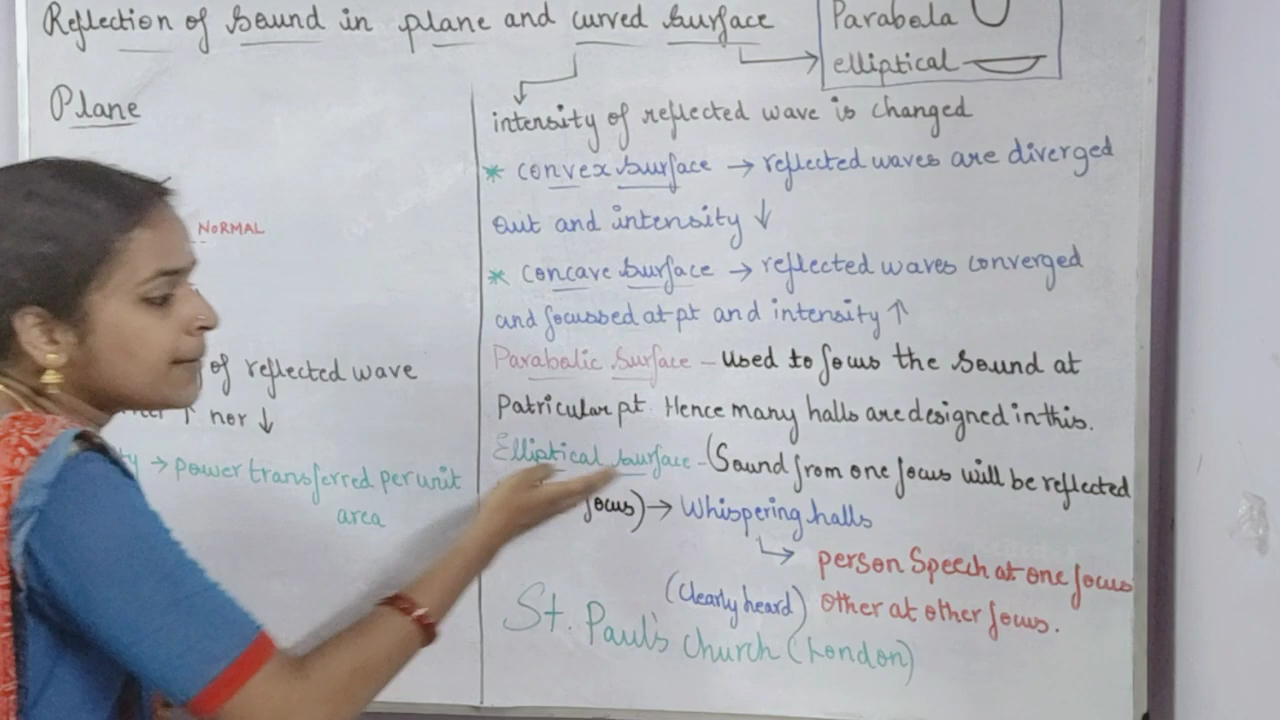 Reflection of sound in plane and curved surface
Parabola
elliptical
Plane
NORMAL
of reflected wave
↑ nor ↓
→ power transferred per unit
area
intensity of reflected wave is changed
* convex surface → reflected waves are diverged
out and intensity ↓
* concave surface → reflected waves converged
and focussed at pt and intensity ↑
Parabolic surface - used to focus the sound at
Patricular pt. Hence many halls are designed in this.
Elliptical surface - (Sound from one focus will be reflected
focus) → Whispering halls
↳ person Speech at one focus
(clearly heard) other at other focus.
St. Paul's church (London)